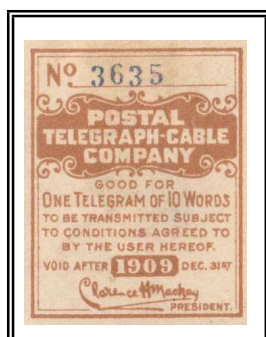 Nº 3635
POSTAL
TELEGRAPH-CABLE
COMPANY
GOOD FOR
ONE TELEGRAM OF 10 WORDS
TO BE TRANSMITTED SUBJECT
TO CONDITIONS AGREED TO
BY THE USER HEREOF.
VOID AFTER 1909 DEC. 31ST
Clarence H Mackay
PRESIDENT.